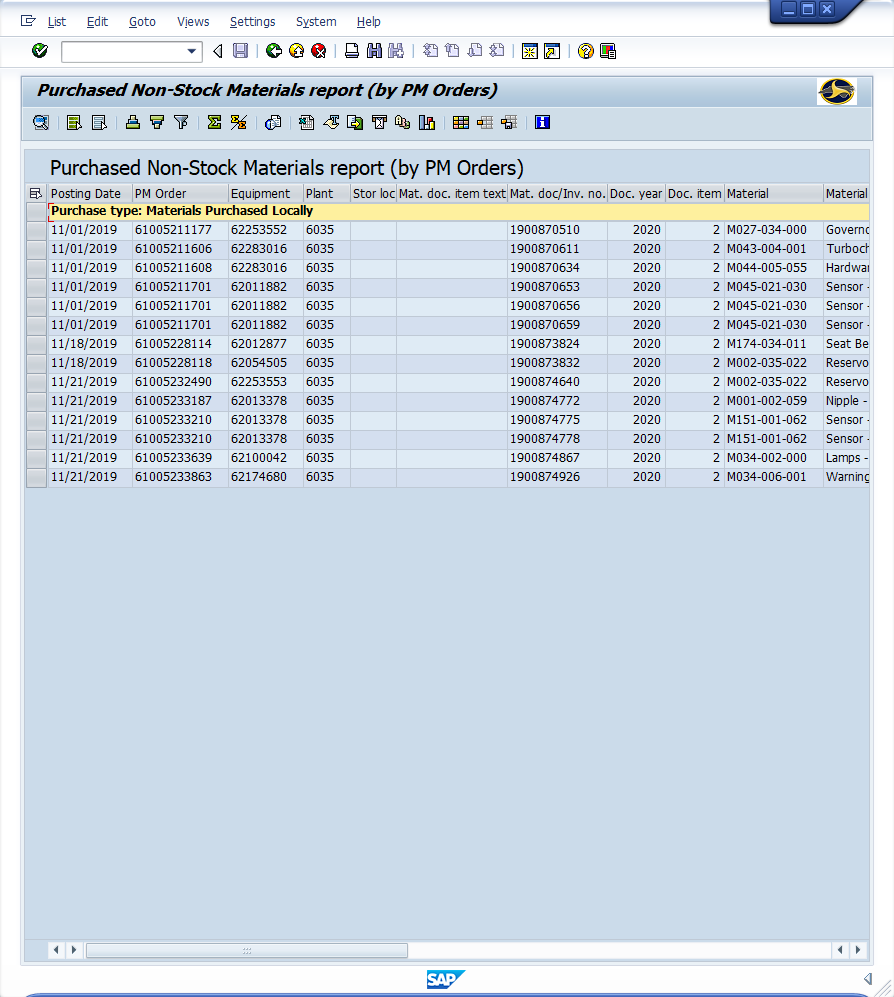 List Edit Goto Views Settings System Help
Purchased Non-Stock Materials report (by PM Orders)
Purchased Non-Stock Materials report (by PM Orders)
Posting Date PM Order Equipment Plant Stor loc Mat. doc. item text Mat. doc/Inv. no. Doc. year Doc. item Material Material
Purchase type: Materials Purchased Locally
11/01/2019 61005211177 62253552 6035 1900870510 2020 2 M027-034-000 Governo
11/01/2019 61005211606 62283016 6035 1900870611 2020 2 M043-004-001 Turboch
11/01/2019 61005211608 62283016 6035 1900870634 2020 2 M044-005-055 Hardwa
11/01/2019 61005211701 62011882 6035 1900870653 2020 2 M045-021-030 Sensor -
11/01/2019 61005211701 62011882 6035 1900870656 2020 2 M045-021-030 Sensor -
11/01/2019 61005211701 62011882 6035 1900870659 2020 2 M045-021-030 Sensor -
11/18/2019 61005228114 62012877 6035 1900873824 2020 2 M174-034-011 Seat Be
11/18/2019 61005228118 62054505 6035 1900873832 2020 2 M002-035-022 Reservo
11/21/2019 61005232490 62253553 6035 1900874640 2020 2 M002-035-022 Reservo
11/21/2019 61005233187 62013378 6035 1900874772 2020 2 M001-002-059 Nipple -
11/21/2019 61005233210 62013378 6035 1900874775 2020 2 M151-001-062 Sensor -
11/21/2019 61005233210 62013378 6035 1900874778 2020 2 M151-001-062 Sensor -
11/21/2019 61005233639 62100042 6035 1900874867 2020 2 M034-002-000 Lamps -
11/21/2019 61005233863 62174680 6035 1900874926 2020 2 M034-006-001 Warning
SAP